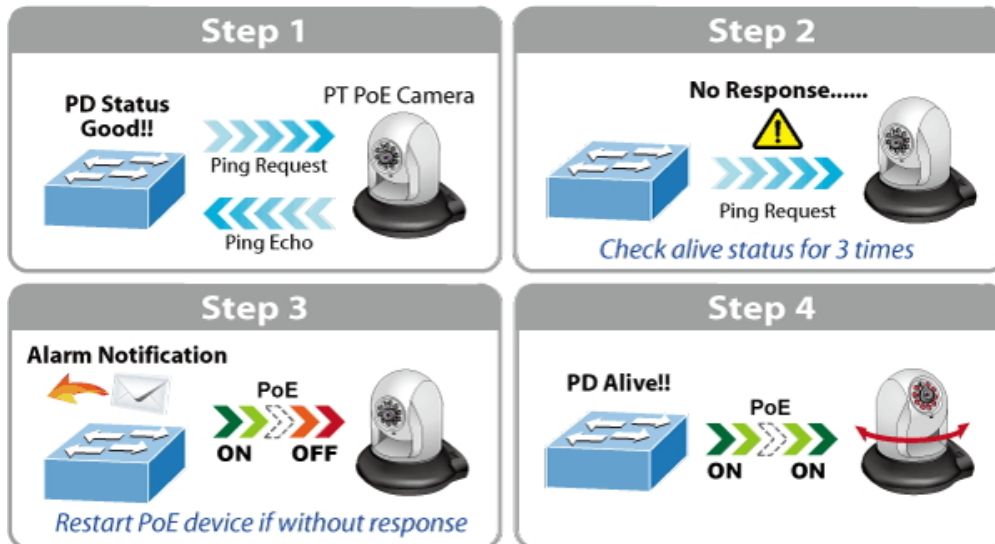 Step 1
PD Status
Good!!
PT PoE Camera
Ping Request
Ping Echo
Step 2
No Response......
Ping Request
Check alive status for 3 times
Step 3
Alarm Notification
PoE
ON OFF
Restart PoE device if without response
Step 4
PD Alive!!
PoE
ON ON